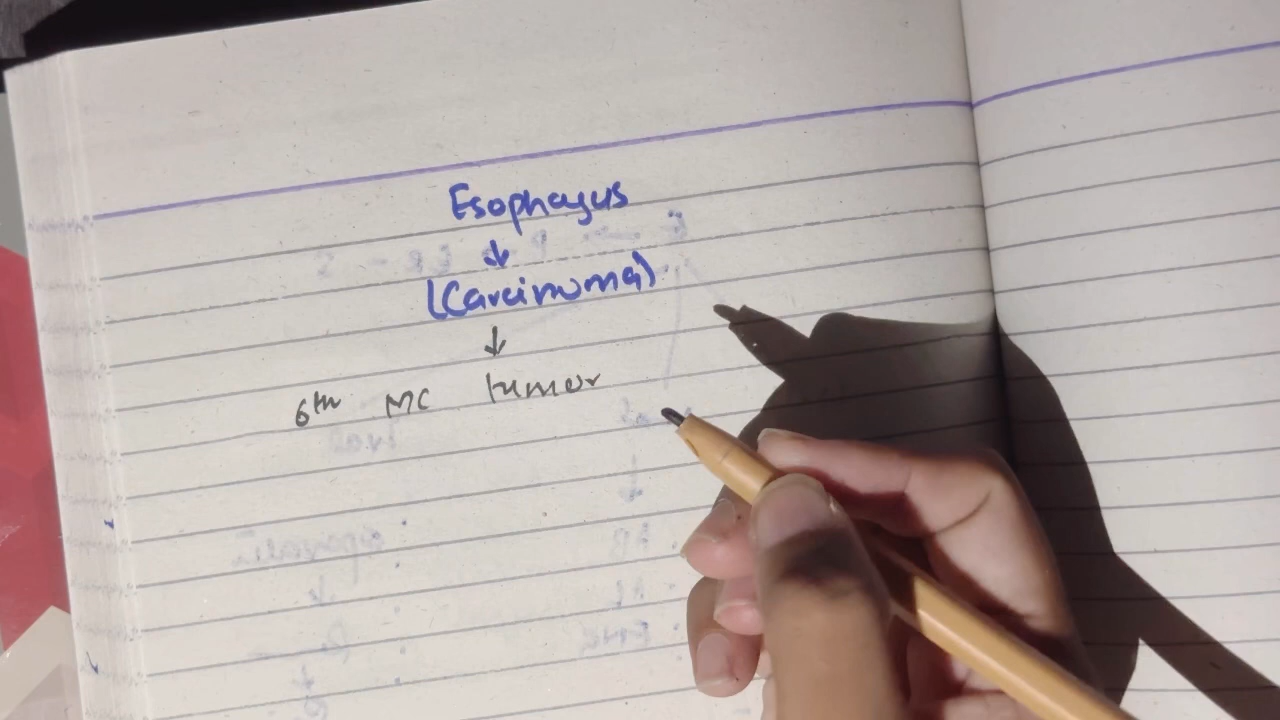 Esophagus
↓
(Carcinoma)
↓
6th MC tumor